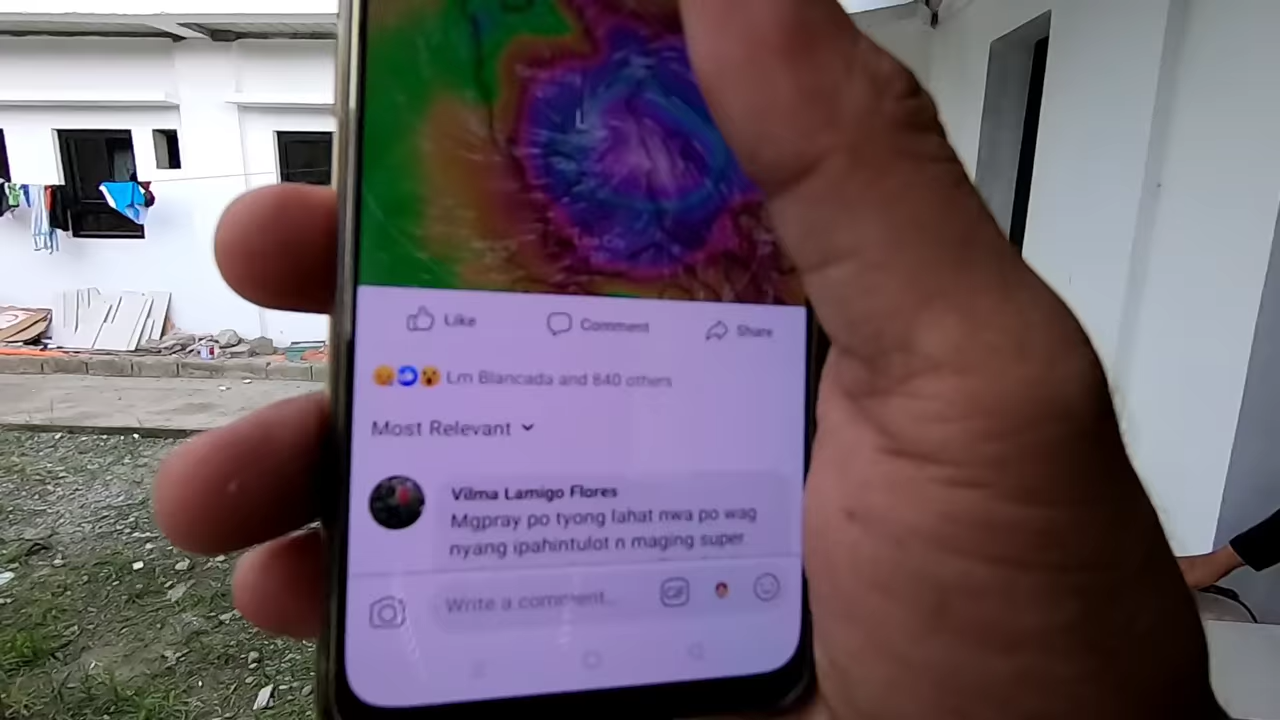 Like
Comment
Share
Lm Blancada and 640 others
Most Relevant
Vilma Lamigo Flores
Mgpray po tyong lahat nwa po wag
nyang ipahintulot n maging super
Write a comment...
GIF